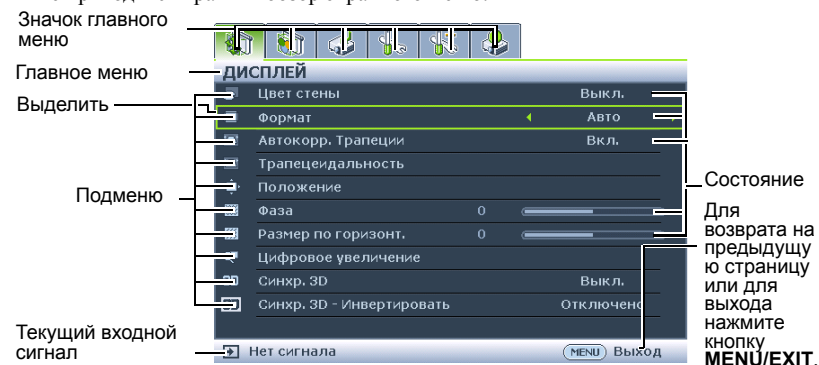 Значок главного
меню
Главное меню
ДИСПЛЕЙ
Выделить
Цвет стены Выкл.
Формат Авто
Автокорр. Трапеции Вкл.
Трапецеидальность
Подменю
Положение
Состояние
Фаза 0
Размер по горизонт. 0
Цифровое увеличение
Синхр. 3D Выкл.
Синхр. 3D - Инвертировать Отключено
Для
возврата на
предыдущу
ю страницу
или для
выхода
нажмите
кнопку
MENU/EXIT.
Текущий входной
сигнал
Нет сигнала MENU Выход